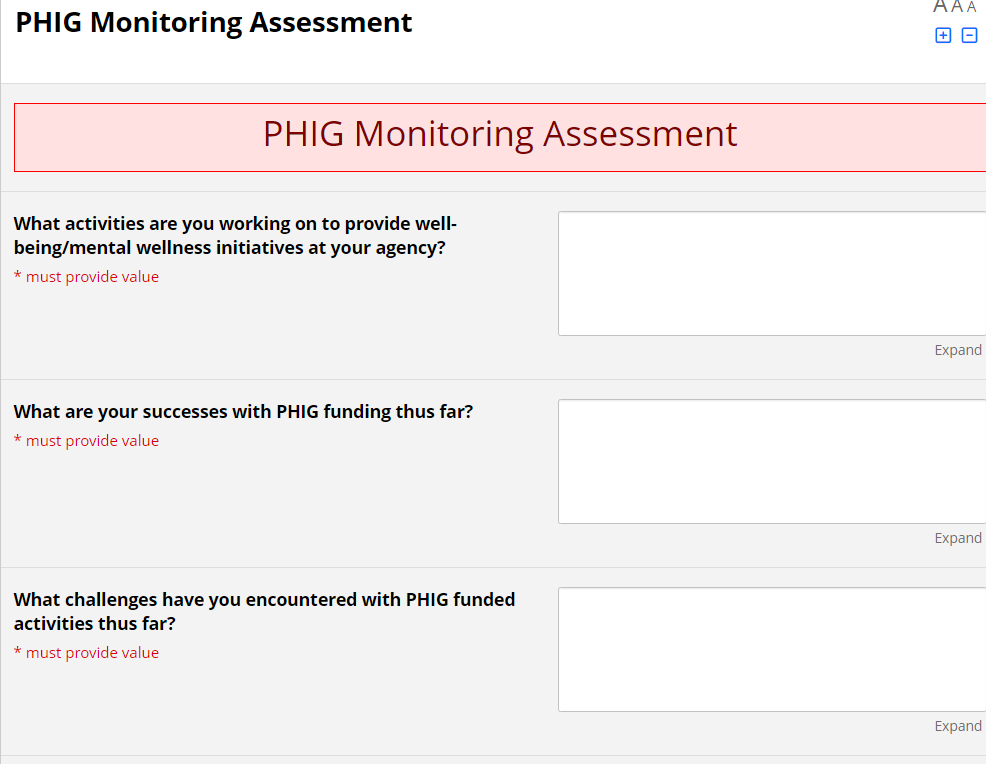 PHIG Monitoring Assessment
A A A
PHIG Monitoring Assessment
What activities are you working on to provide well-
being/mental wellness initiatives at your agency?
* must provide value
Expand
What are your successes with PHIG funding thus far?
* must provide value
Expand
What challenges have you encountered with PHIG funded
activities thus far?
* must provide value
Expand